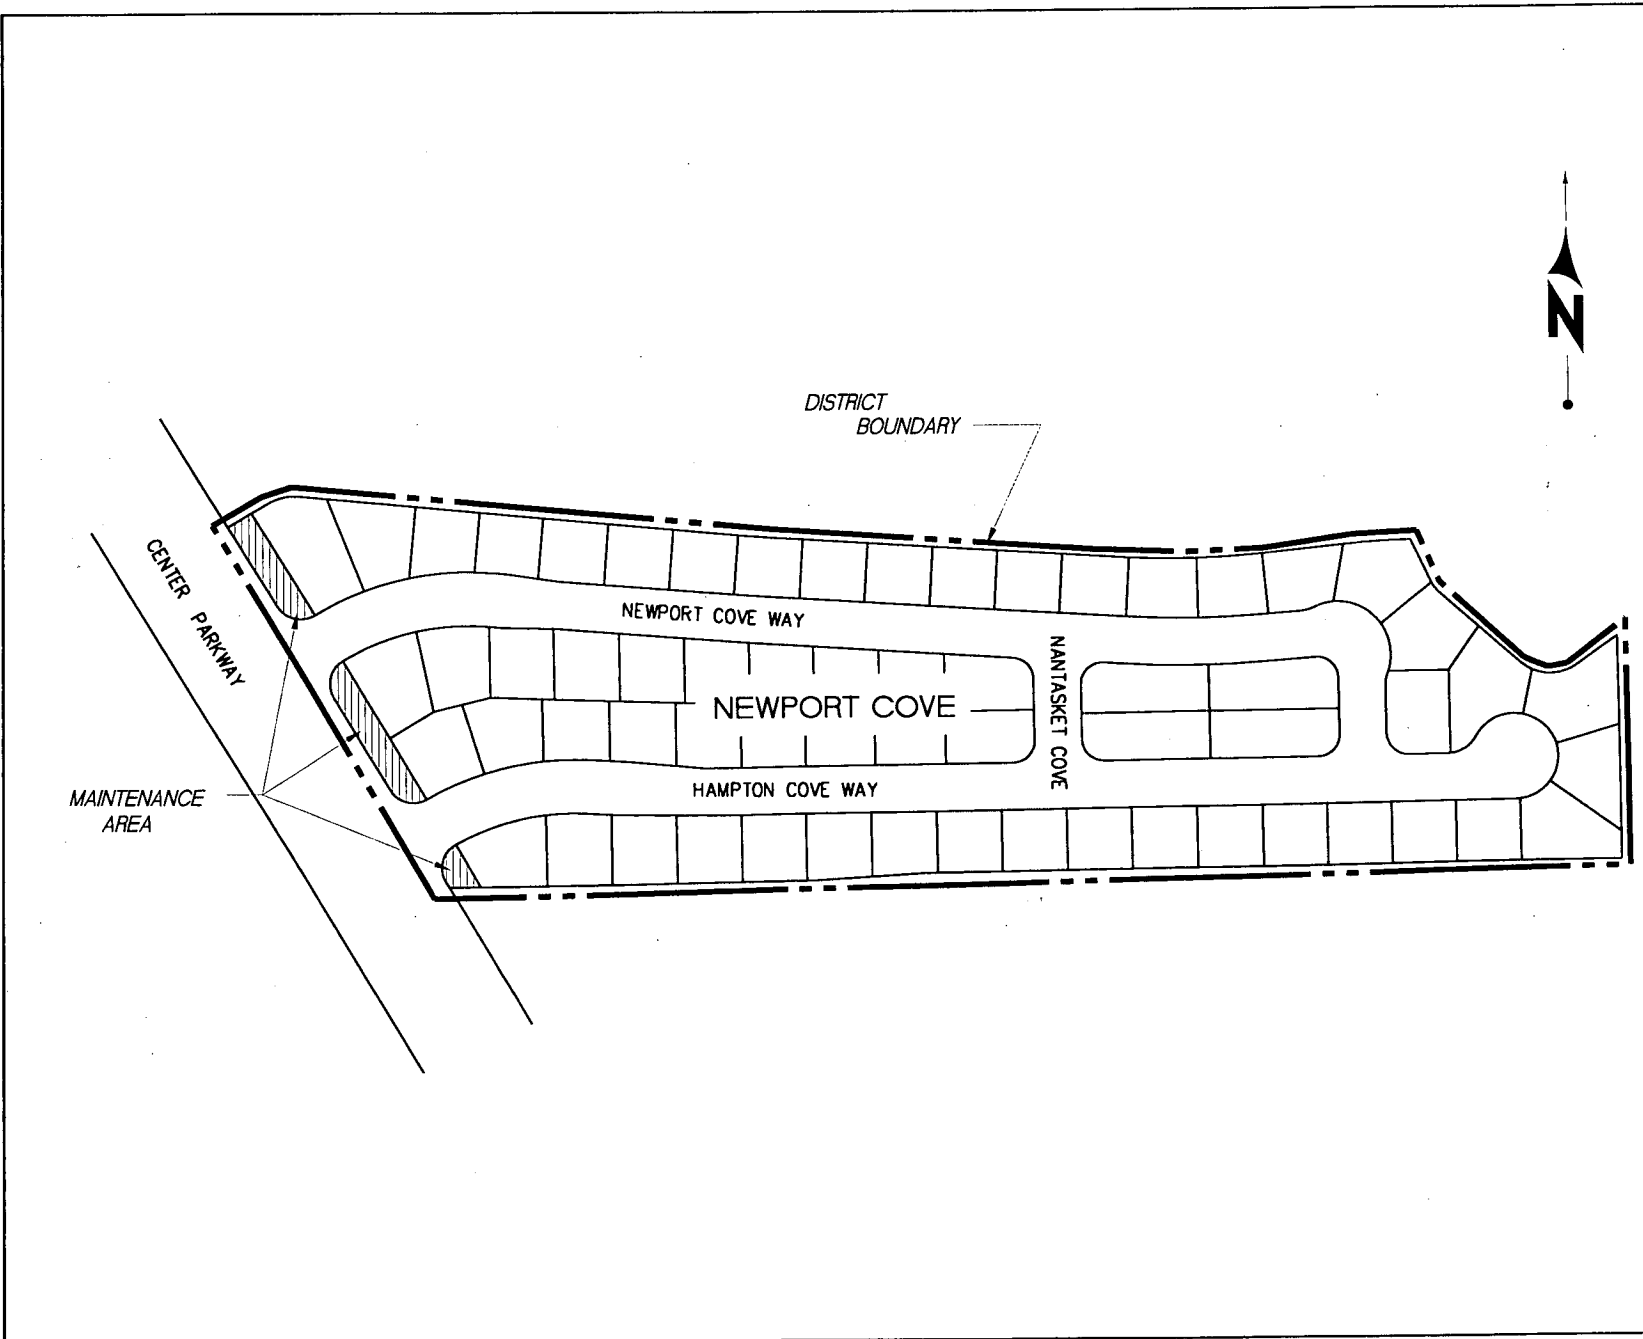 N
DISTRICT
BOUNDARY
CENTER PARKWAY
NEWPORT COVE WAY
NANTASKET COVE
NEWPORT COVE
HAMPTON COVE WAY
MAINTENANCE
AREA